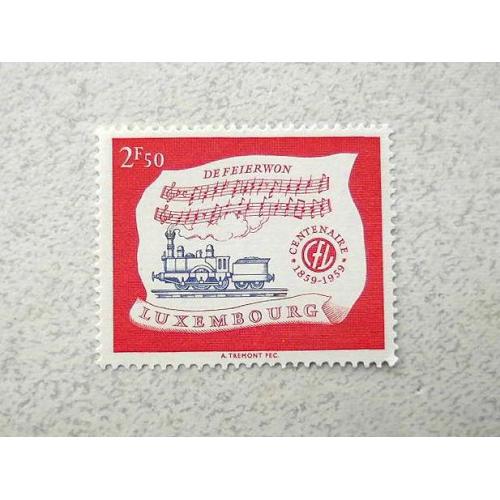 2F50
DE FEIERWON
CENTENAIRE
CFL
• 1859-1959 •
LUXEMBOURG
A. TREMONT FEC.